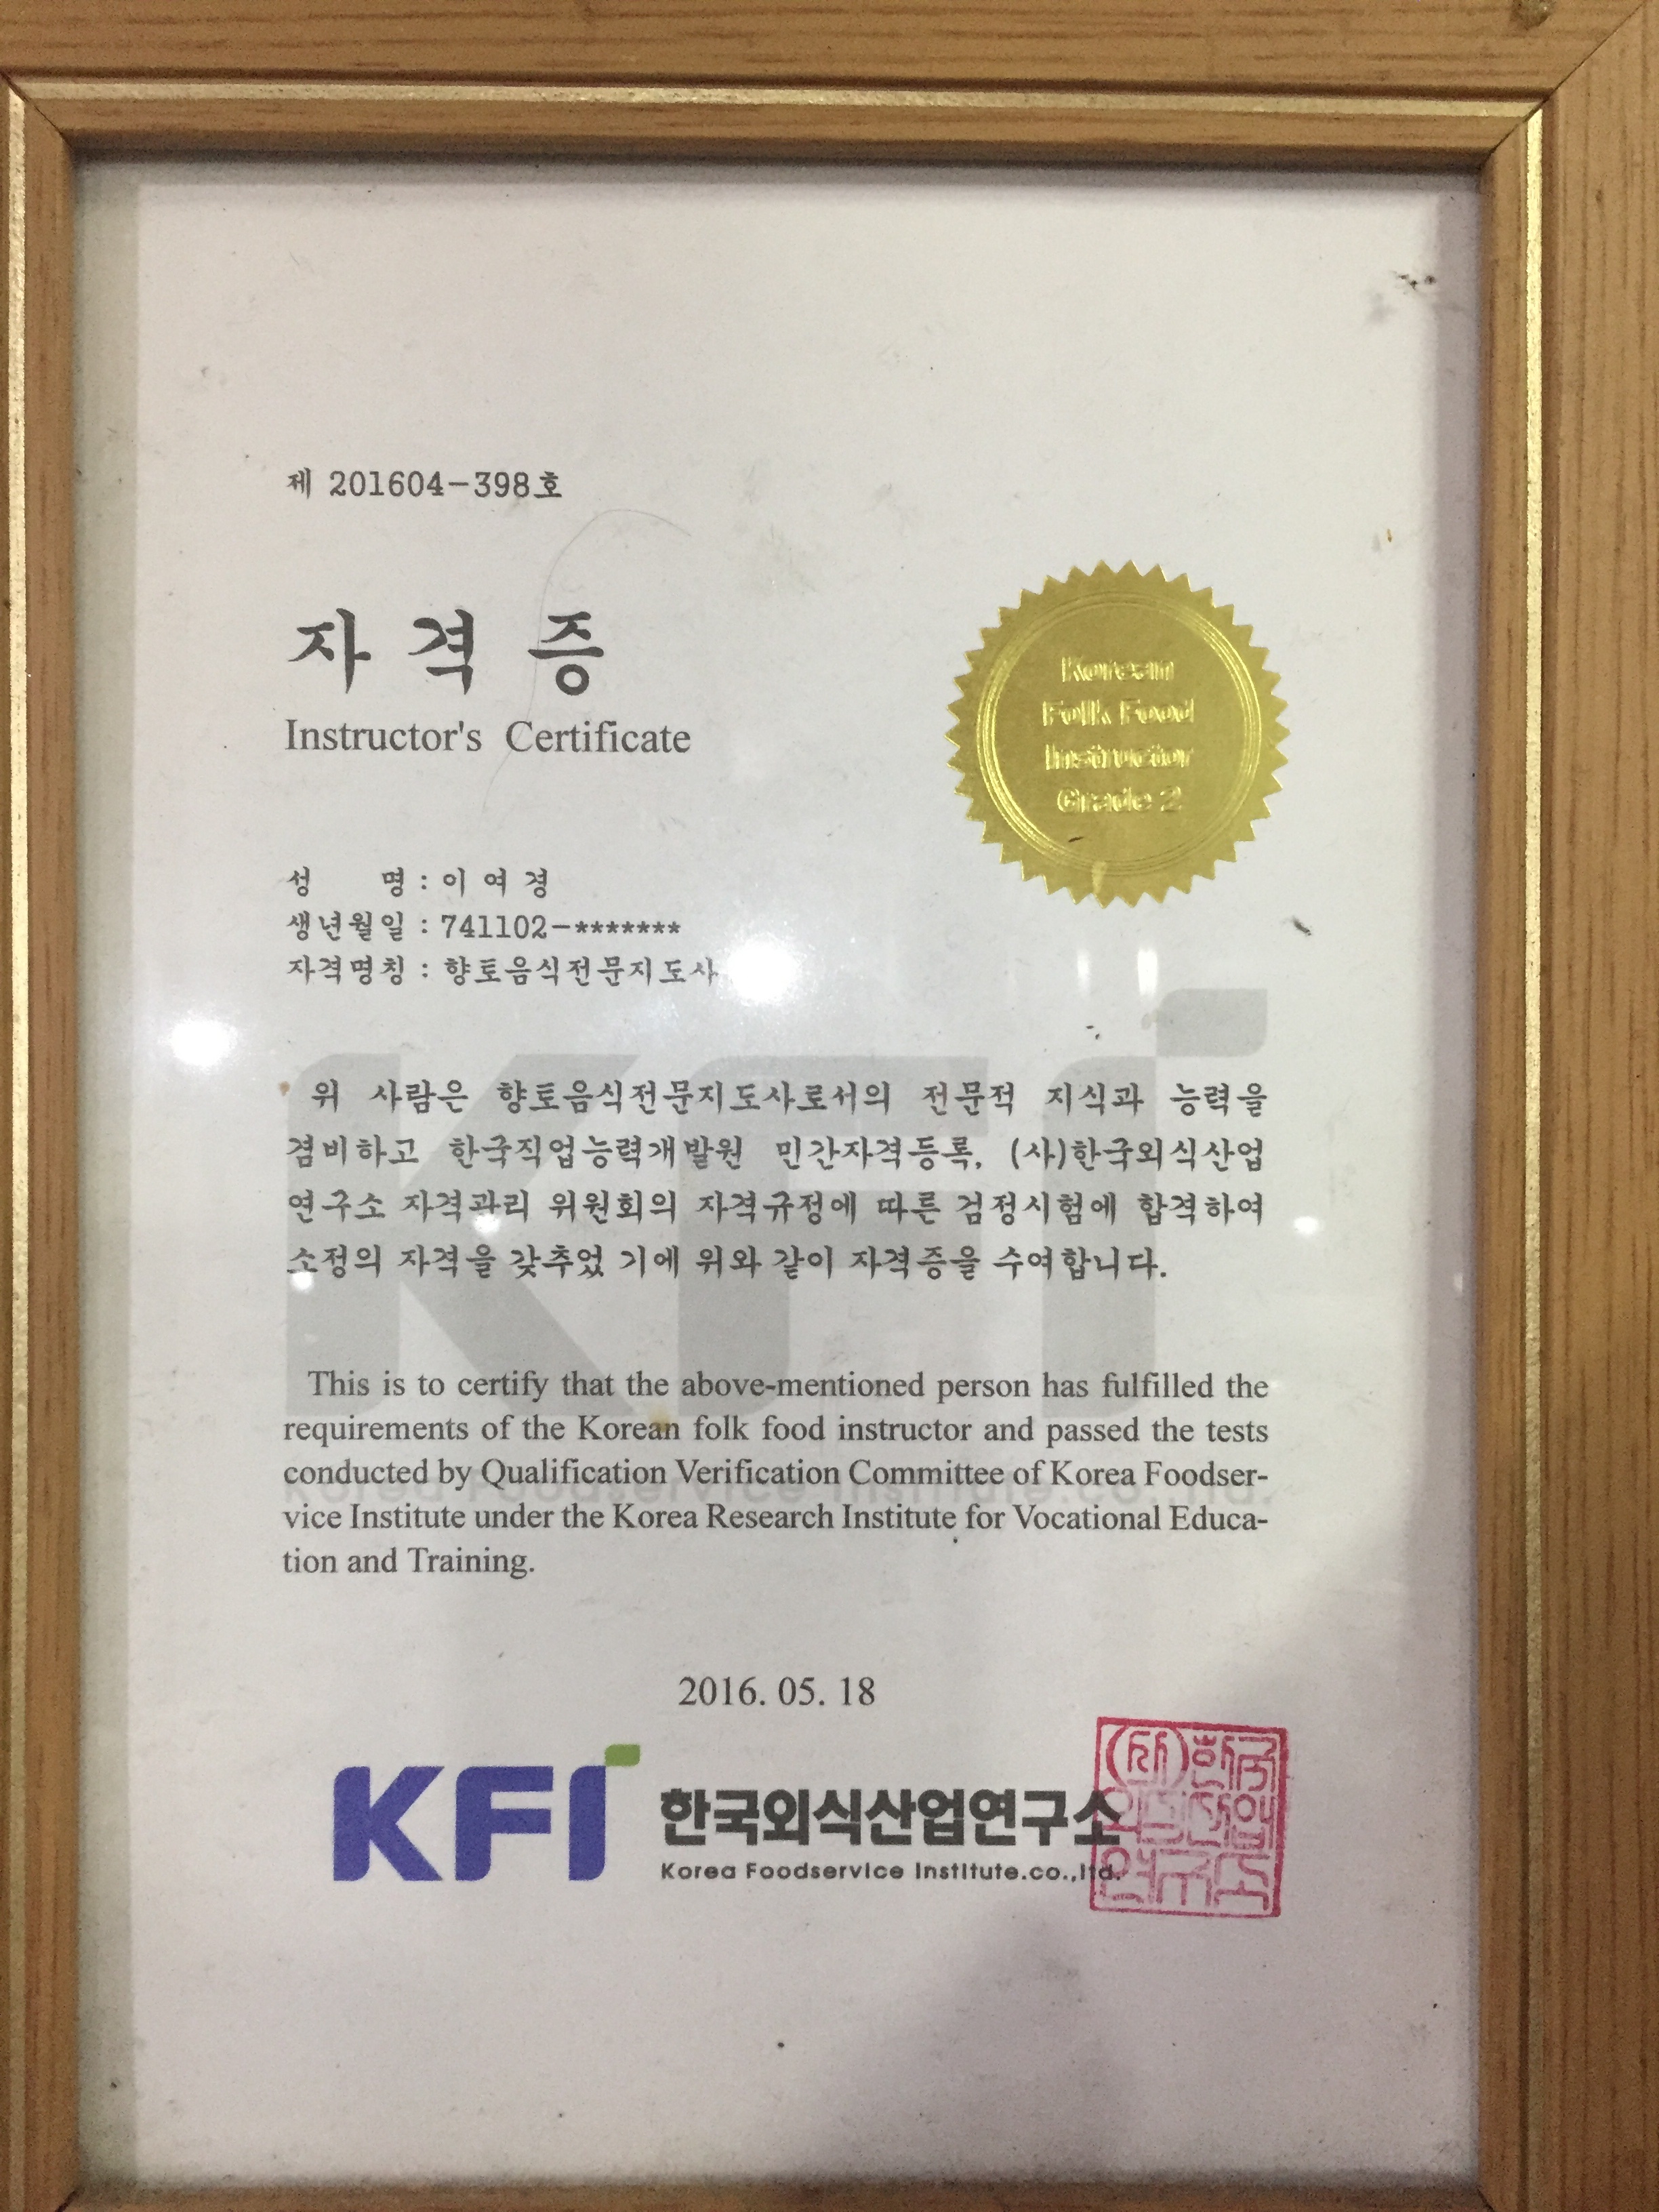 제 201604-398호
자 격 증
Instructor's Certificate
Korean
Folk Food
Instructor
Grade 2
성 명 : 이 여 경
생년월일 : 741102-*******
자격명칭 : 향토음식전문지도사
위 사람은 향토음식전문지도사로서의 전문적 지식과 능력을
겸비하고 한국직업능력개발원 민간자격등록, (사)한국외식산업
연구소 자격관리 위원회의 자격규정에 따른 검정시험에 합격하여
소정의 자격을 갖추었 기에 위와 같이 자격증을 수여합니다.
This is to certify that the above-mentioned person has fulfilled the
requirements of the Korean folk food instructor and passed the tests
conducted by Qualification Verification Committee of Korea Foodser-
vice Institute under the Korea Research Institute for Vocational Educa-
tion and Training.
2016. 05. 18
KFI 한국외식산업연구소
Korea Foodservice Institute.co.,ltd.
(사)한국
외식산업
연구소